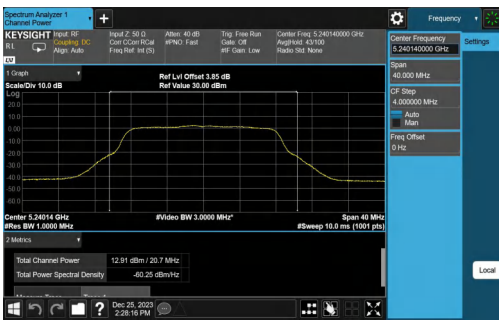 Spectrum Analyzer 1
Channel Power
+
Frequency
KEYSIGHT
RL
Input: RF
Coupling: DC
Align: Auto
Input Z: 50 Ω
Corr CCorr RCal
Freq Ref: Int (S)
Atten: 40 dB
#PNO: Fast
Trig: Free Run
Gate: Off
#IF Gain: Low
Center Freq: 5.240140000 GHz
Avg|Hold: 43/100
Radio Std: None
LXI
Center Frequency
5.240140000 GHz
Settings
Span
40.000 MHz
CF Step
4.000000 MHz
Auto
Man
Freq Offset
0 Hz
Local
1 Graph
Scale/Div 10.0 dB
Ref Lvl Offset 3.85 dB
Ref Value 30.00 dBm
Log
20.0
10.0
0.00
-10.0
-20.0
-30.0
-40.0
-50.0
-60.0
Center 5.24014 GHz
#Res BW 1.0000 MHz
#Video BW 3.0000 MHz*
Span 40 MHz
#Sweep 10.0 ms (1001 pts)
2 Metrics
Total Channel Power 12.91 dBm / 20.7 MHz
Total Power Spectral Density -60.25 dBm/Hz
?
Dec 25, 2023
2:28:16 PM